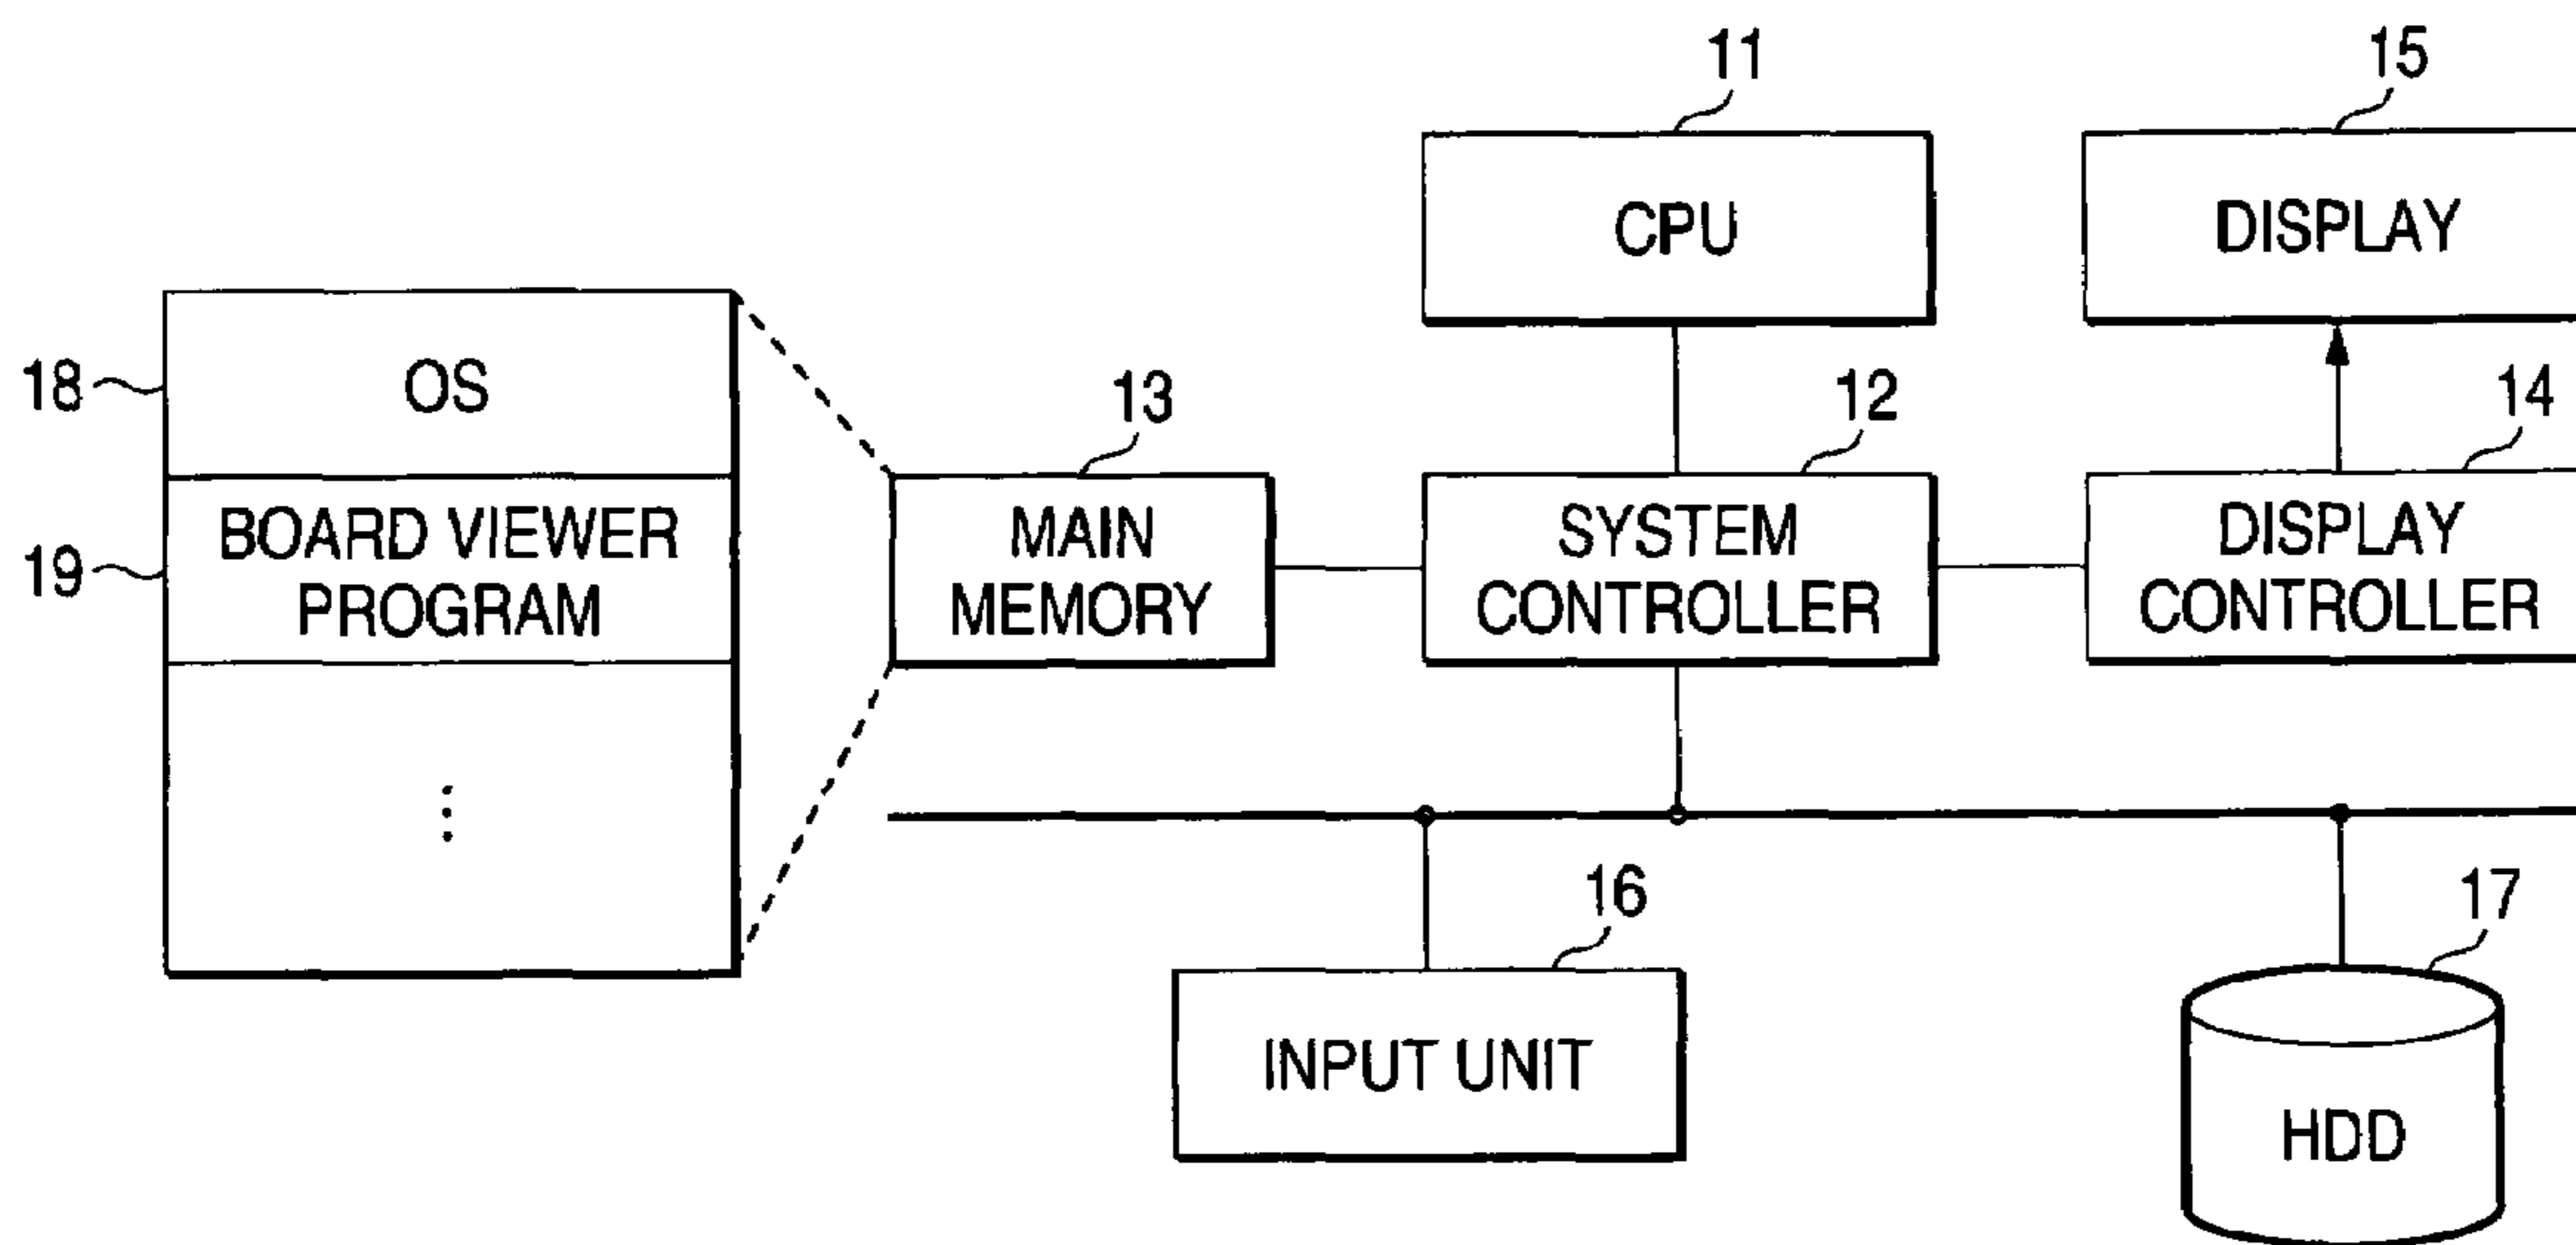 11
15
CPU
DISPLAY
18
OS
13
12
14
19
BOARD VIEWER
PROGRAM
MAIN
MEMORY
SYSTEM
CONTROLLER
DISPLAY
CONTROLLER
16
17
INPUT UNIT
HDD